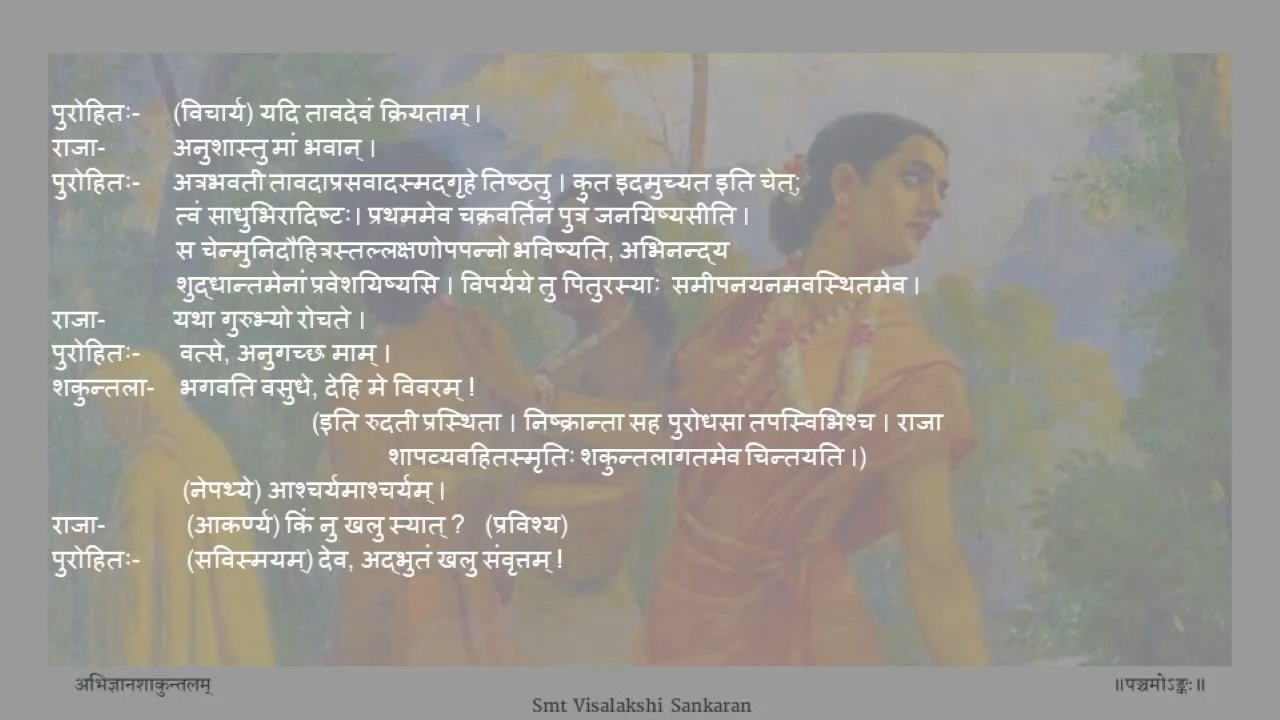 पुरोहितः- (विचार्य) यदि तावदेवं क्रियताम् ।
राजा- अनुशास्तु मां भवान् ।
पुरोहितः- अत्रभवती तावदाप्रसवादस्मद्गृहे तिष्ठतु । कुत इदमुच्यत इति चेत्;
त्वं साधुभिरादिष्टः। प्रथममेव चक्रवर्तिनं पुत्रं जनयिष्यसीति ।
स चेन्मुनिदौहित्रस्तल्लक्षणोपपन्नो भविष्यति, अभिनन्द्य
शुद्धान्तमेनां प्रवेशयिष्यसि । विपर्यये तु पितुरस्याः समीपनयनमवस्थितमेव ।
राजा- यथा गुरुभ्यो रोचते ।
पुरोहितः- वत्से, अनुगच्छ माम् ।
शकुन्तला- भगवति वसुधे, देहि मे विवरम् !
(इति रुदती प्रस्थिता । निष्क्रान्ता सह पुरोधसा तपस्विभिश्च । राजा
शापव्यवहितस्मृतिः शकुन्तलागतमेव चिन्तयति ।)
(नेपथ्ये) आश्चर्यमाश्चर्यम् ।
राजा- (आकर्ण्य) किं नु खलु स्यात् ? (प्रविश्य)
पुरोहितः- (सविस्मयम्) देव, अद्भुतं खलु संवृत्तम् !
अभिज्ञानशाकुन्तलम् ॥पञ्चमोऽङ्कः॥
Smt Visalakshi Sankaran